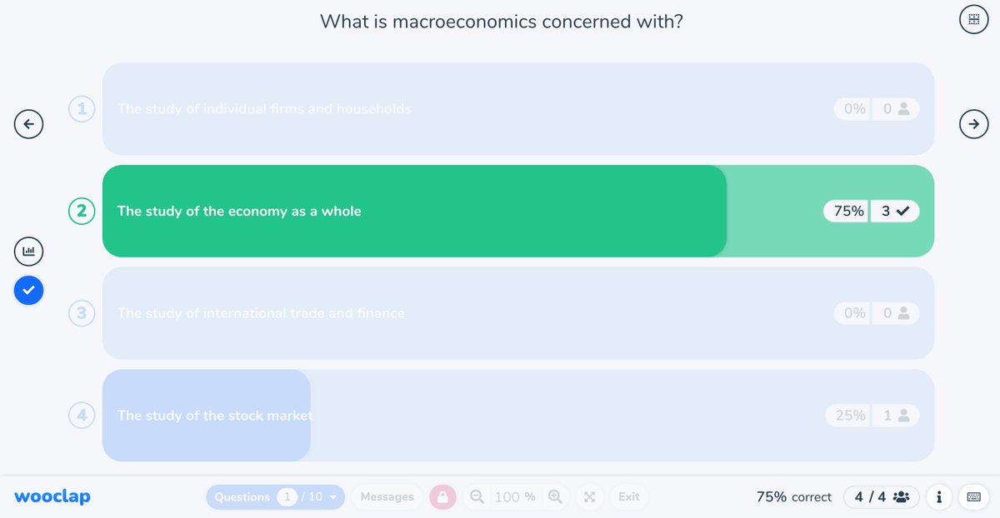 What is macroeconomics concerned with?
1
The study of individual firms and households
0% 0
2
The study of the economy as a whole
75% 3
3
The study of international trade and finance
0% 0
4
The study of the stock market
25% 1
wooclap
Questions 1 / 10
Messages
100 %
Exit
75% correct
4 / 4